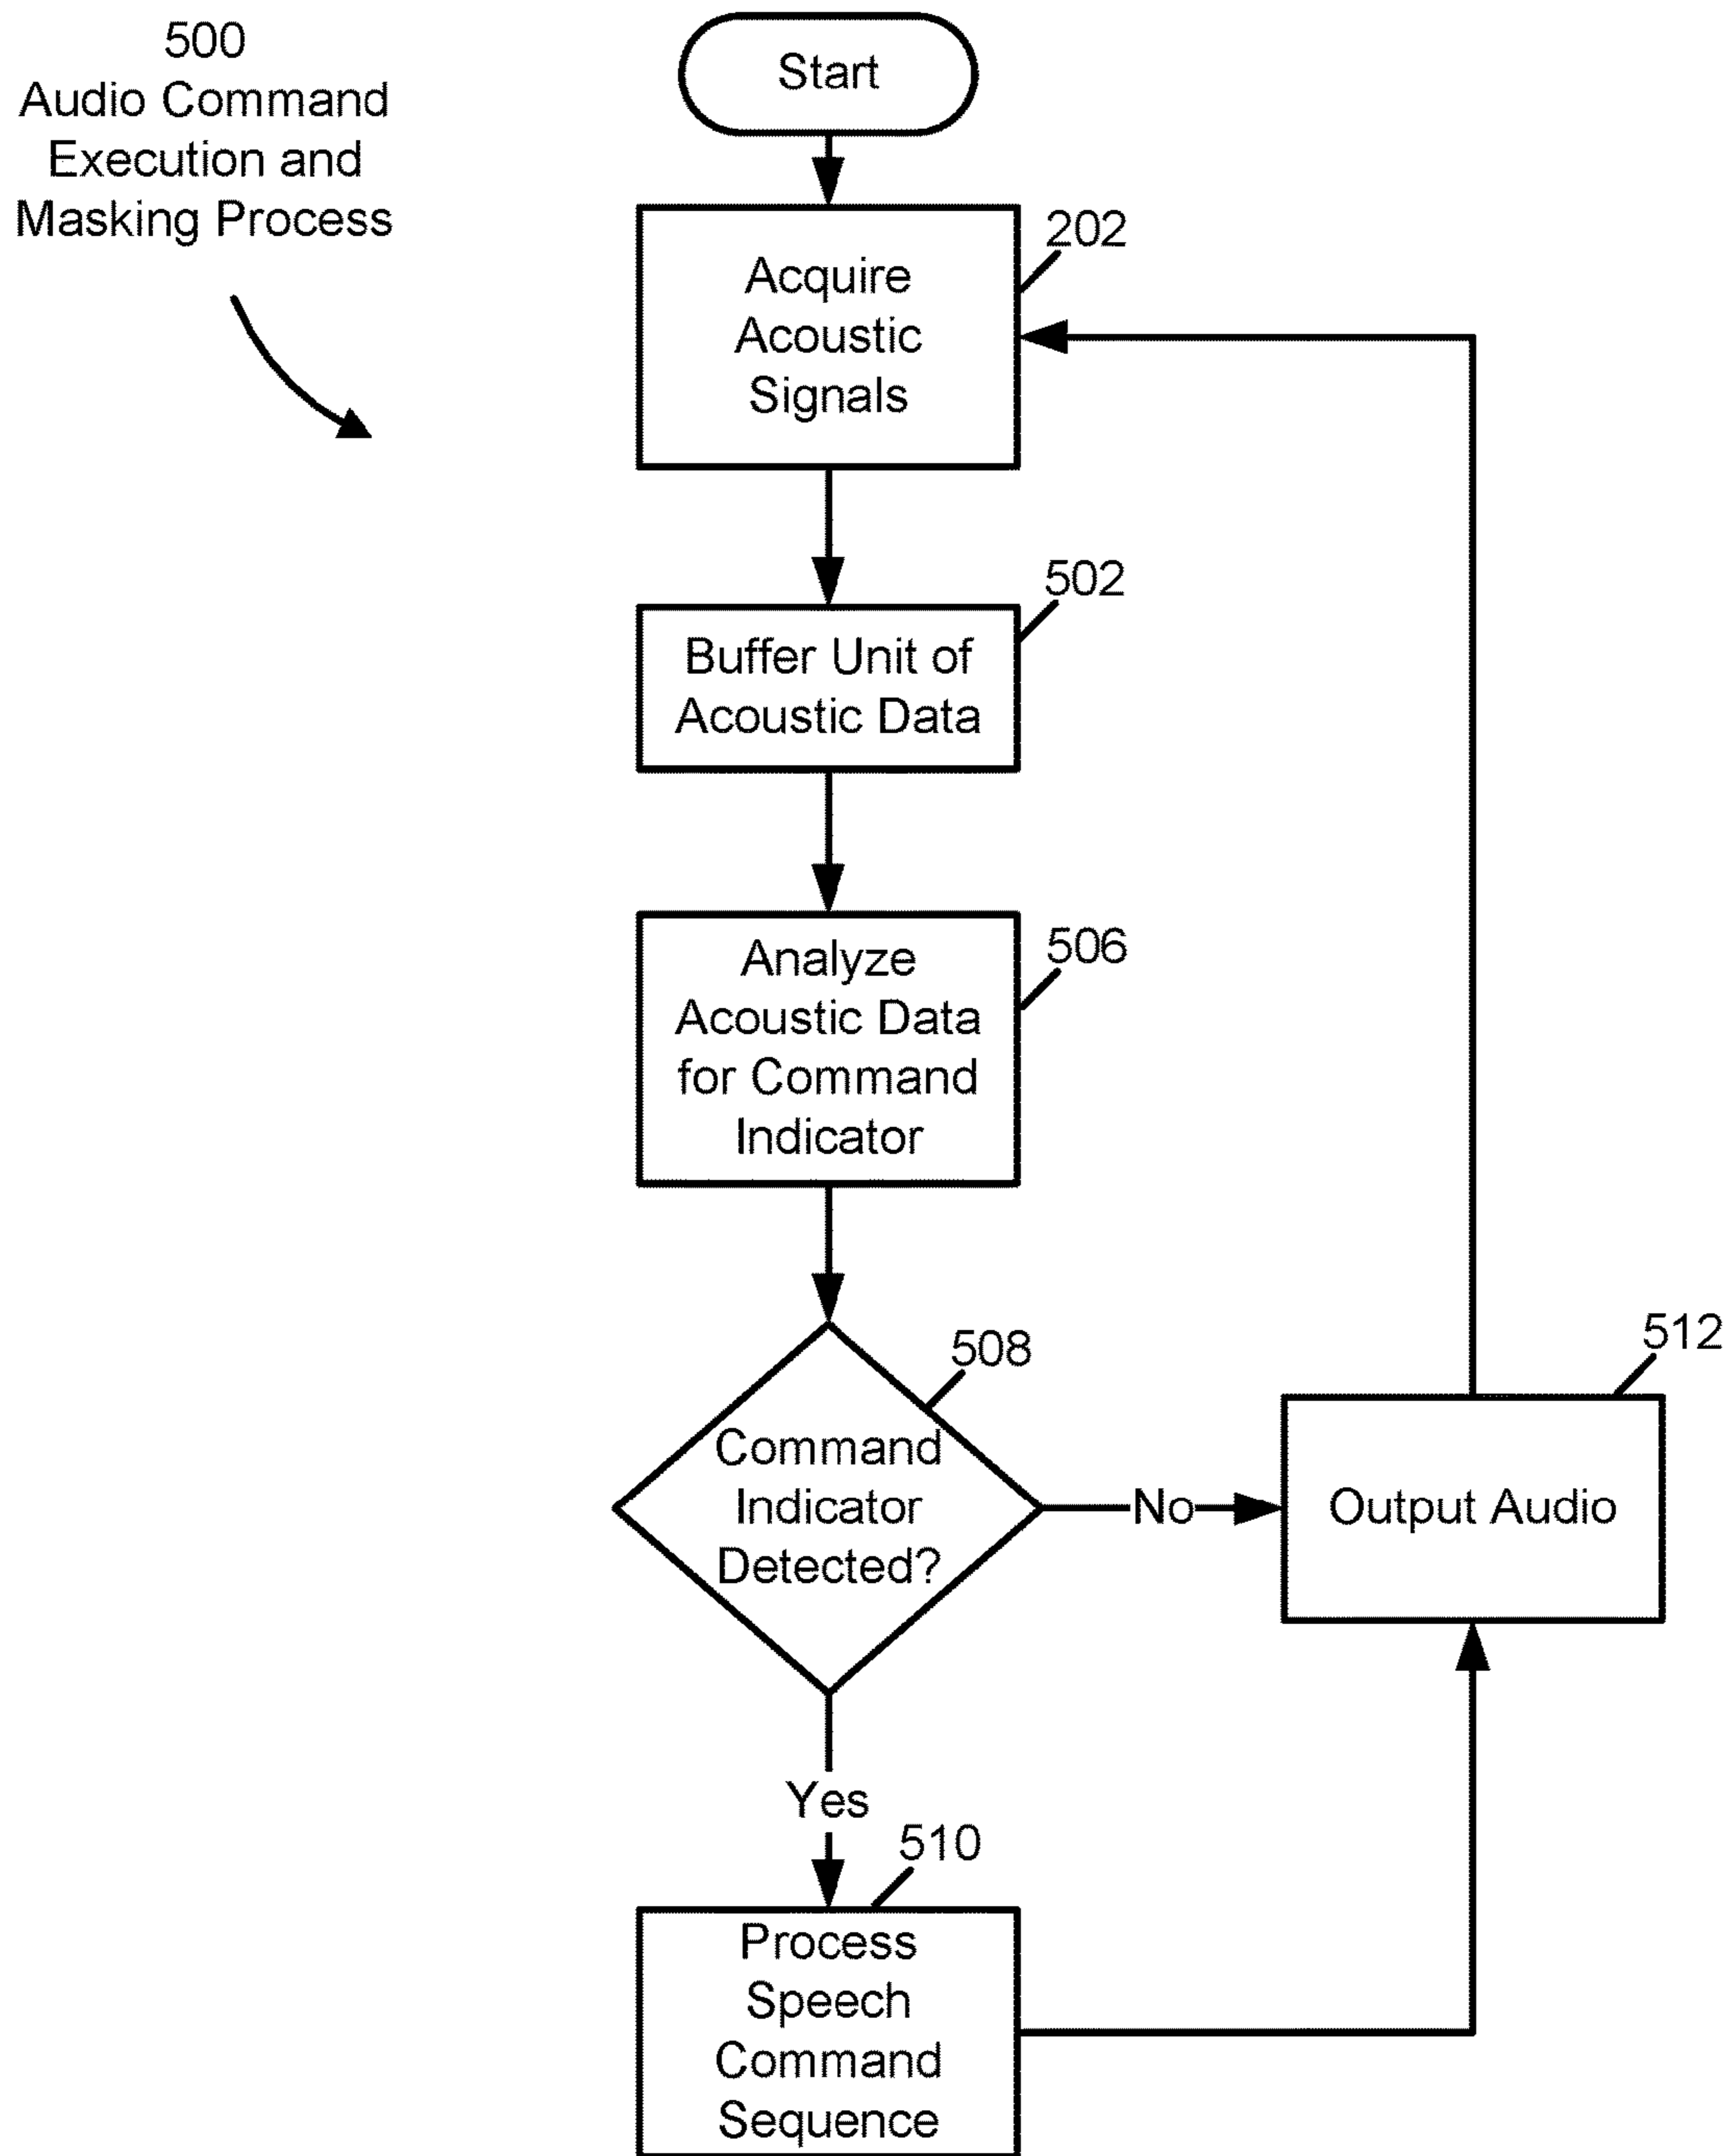 500
Audio Command
Execution and
Masking Process
Start
202
Acquire
Acoustic
Signals
502
Buffer Unit of
Acoustic Data
506
Analyze
Acoustic Data
for Command
Indicator
508
Command
Indicator
Detected?
No
512
Output Audio
Yes
510
Process
Speech
Command
Sequence